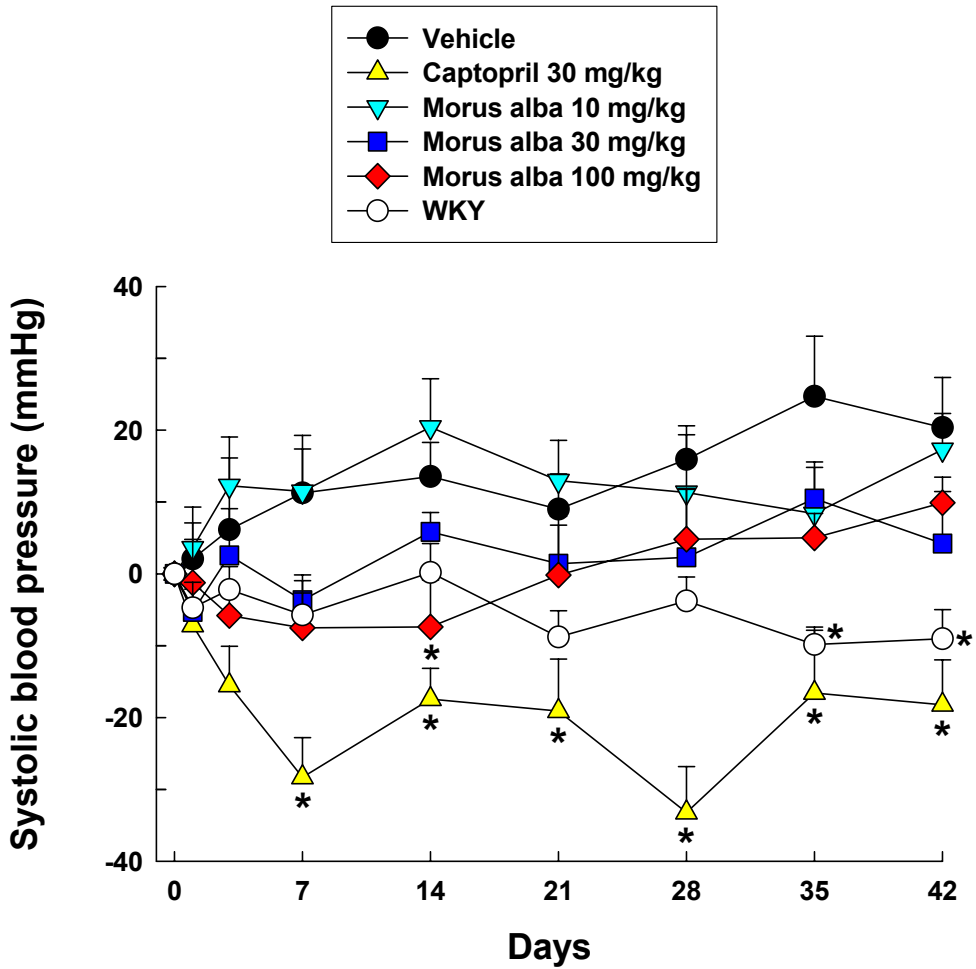 Vehicle
Captopril 30 mg/kg
Morus alba 10 mg/kg
Morus alba 30 mg/kg
Morus alba 100 mg/kg
WKY
Systolic blood pressure (mmHg)
40
20
0
-20
-40
*
*
*
*
*
*
*
*
*
0 7 14 21 28 35 42
Days